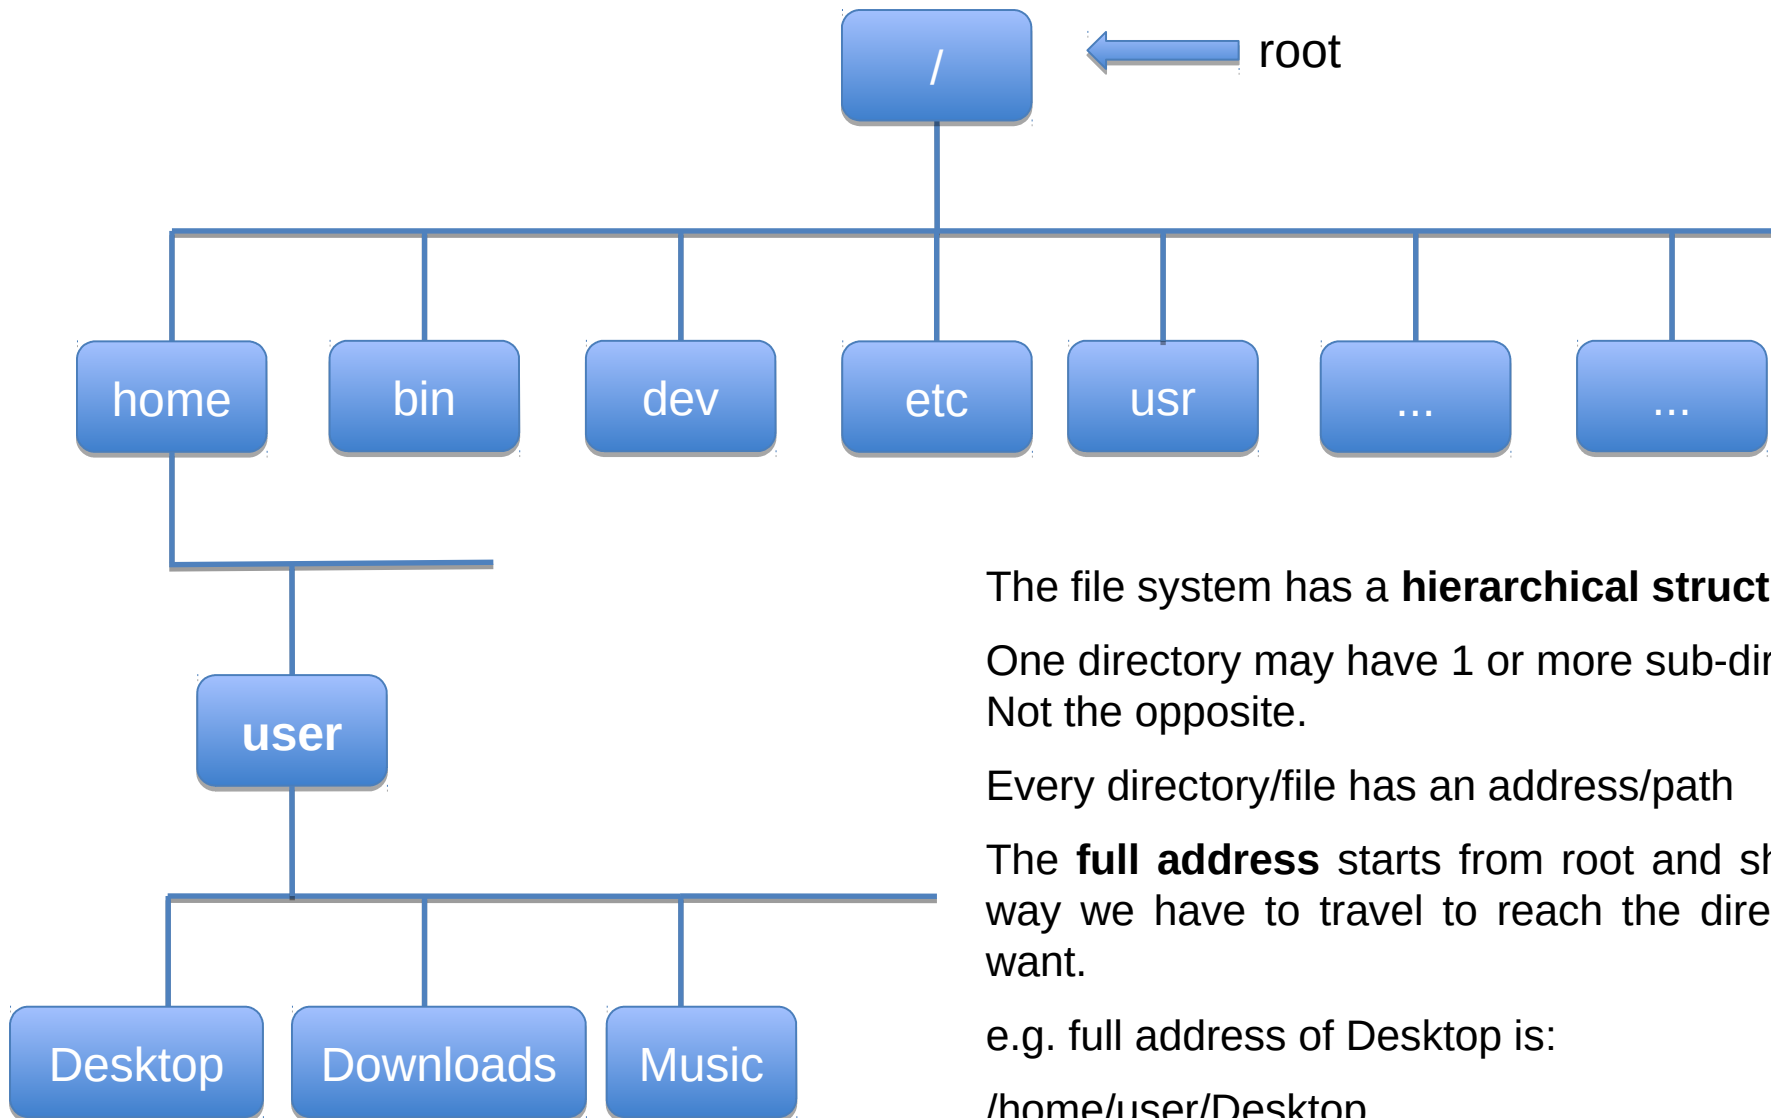 /
root
home
bin
dev
etc
usr
...
...
user
Desktop
Downloads
Music
The file system has a hierarchical struct
One directory may have 1 or more sub-dir
Not the opposite.
Every directory/file has an address/path
The full address starts from root and sh
way we have to travel to reach the dire
want.
e.g. full address of Desktop is:
/home/user/Desktop